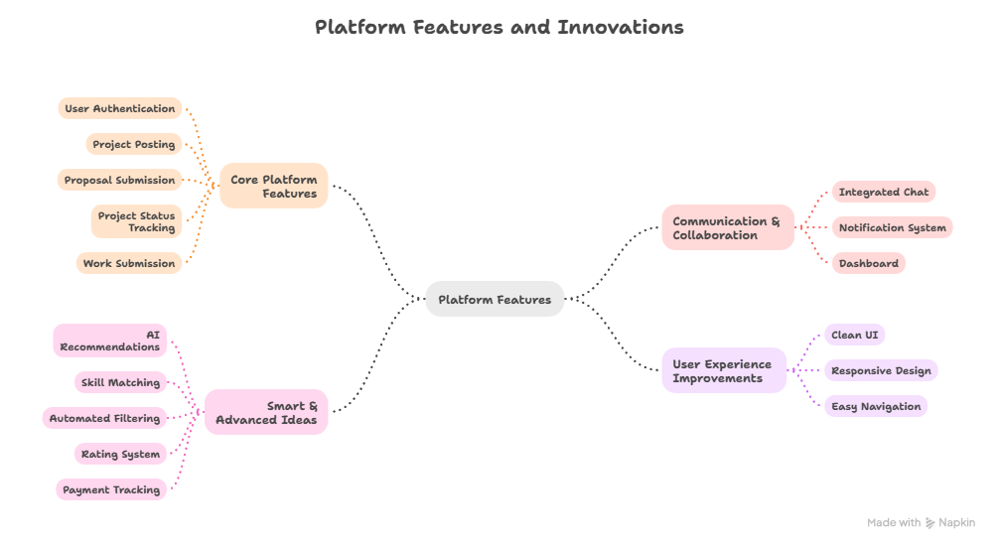 Platform Features and Innovations
User Authentication
Project Posting
Proposal Submission
Project Status
Tracking
Work Submission
Core Platform
Features
AI
Recommendations
Skill Matching
Automated Filtering
Rating System
Payment Tracking
Smart &
Advanced Ideas
Platform Features
Communication &
Collaboration
Integrated Chat
Notification System
Dashboard
User Experience
Improvements
Clean UI
Responsive Design
Easy Navigation
Made with Napkin